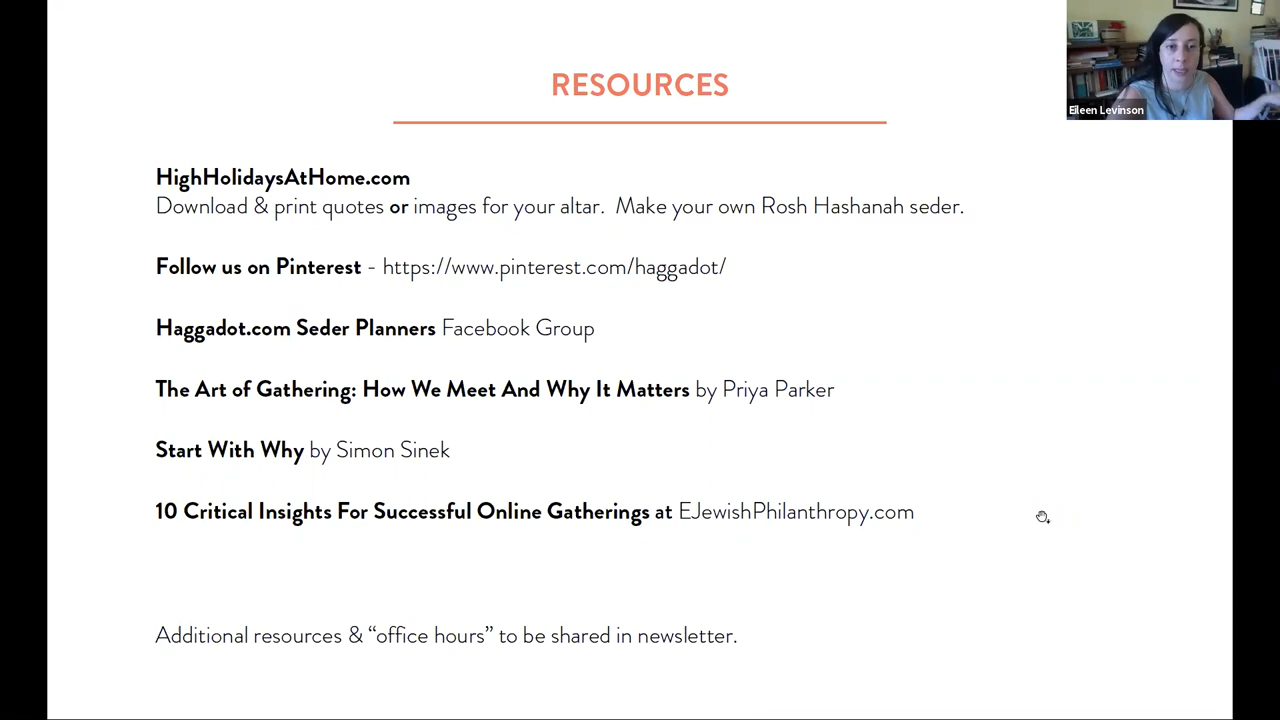 RESOURCES
Eileen Levinson
HighHolidaysAtHome.com
Download & print quotes or images for your altar.  Make your own Rosh Hashanah seder.
Follow us on Pinterest - https://www.pinterest.com/haggadot/
Haggadot.com Seder Planners Facebook Group
The Art of Gathering: How We Meet And Why It Matters by Priya Parker
Start With Why by Simon Sinek
10 Critical Insights For Successful Online Gatherings at EJewishPhilanthropy.com
Additional resources & “office hours” to be shared in newsletter.